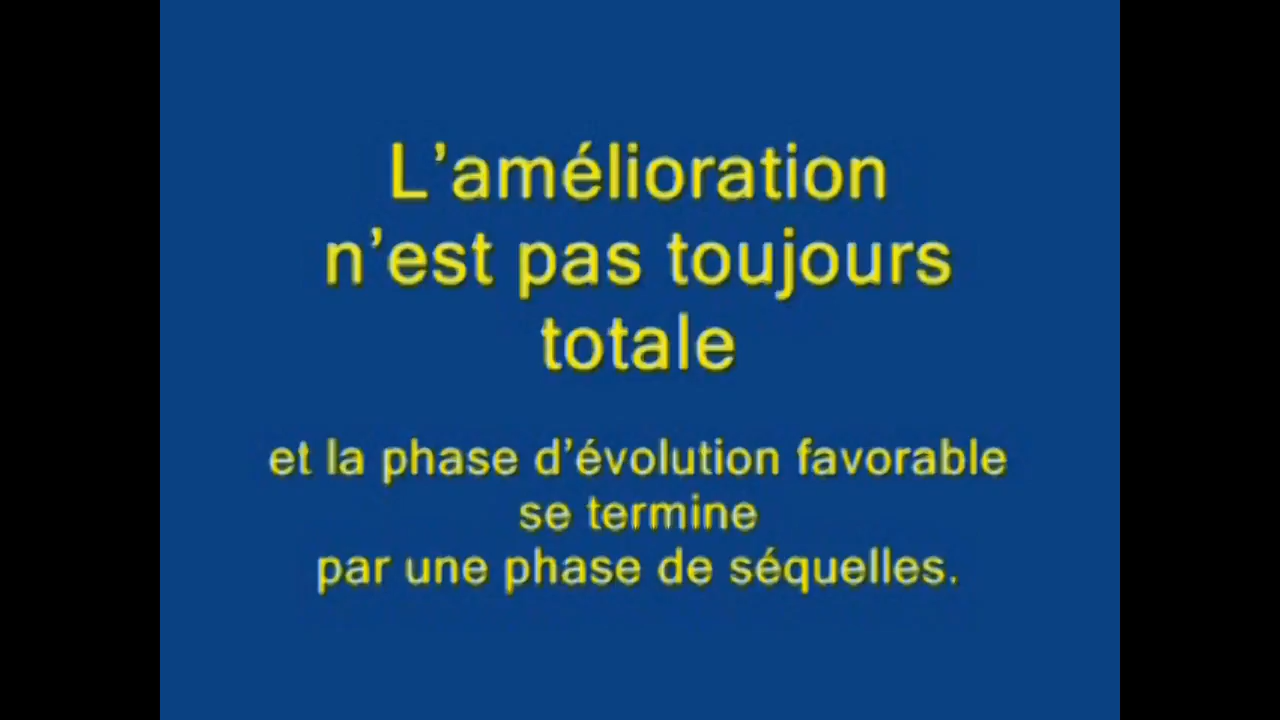 L’amélioration
n’est pas toujours
totale
et la phase d’évolution favorable
se termine
par une phase de séquelles.